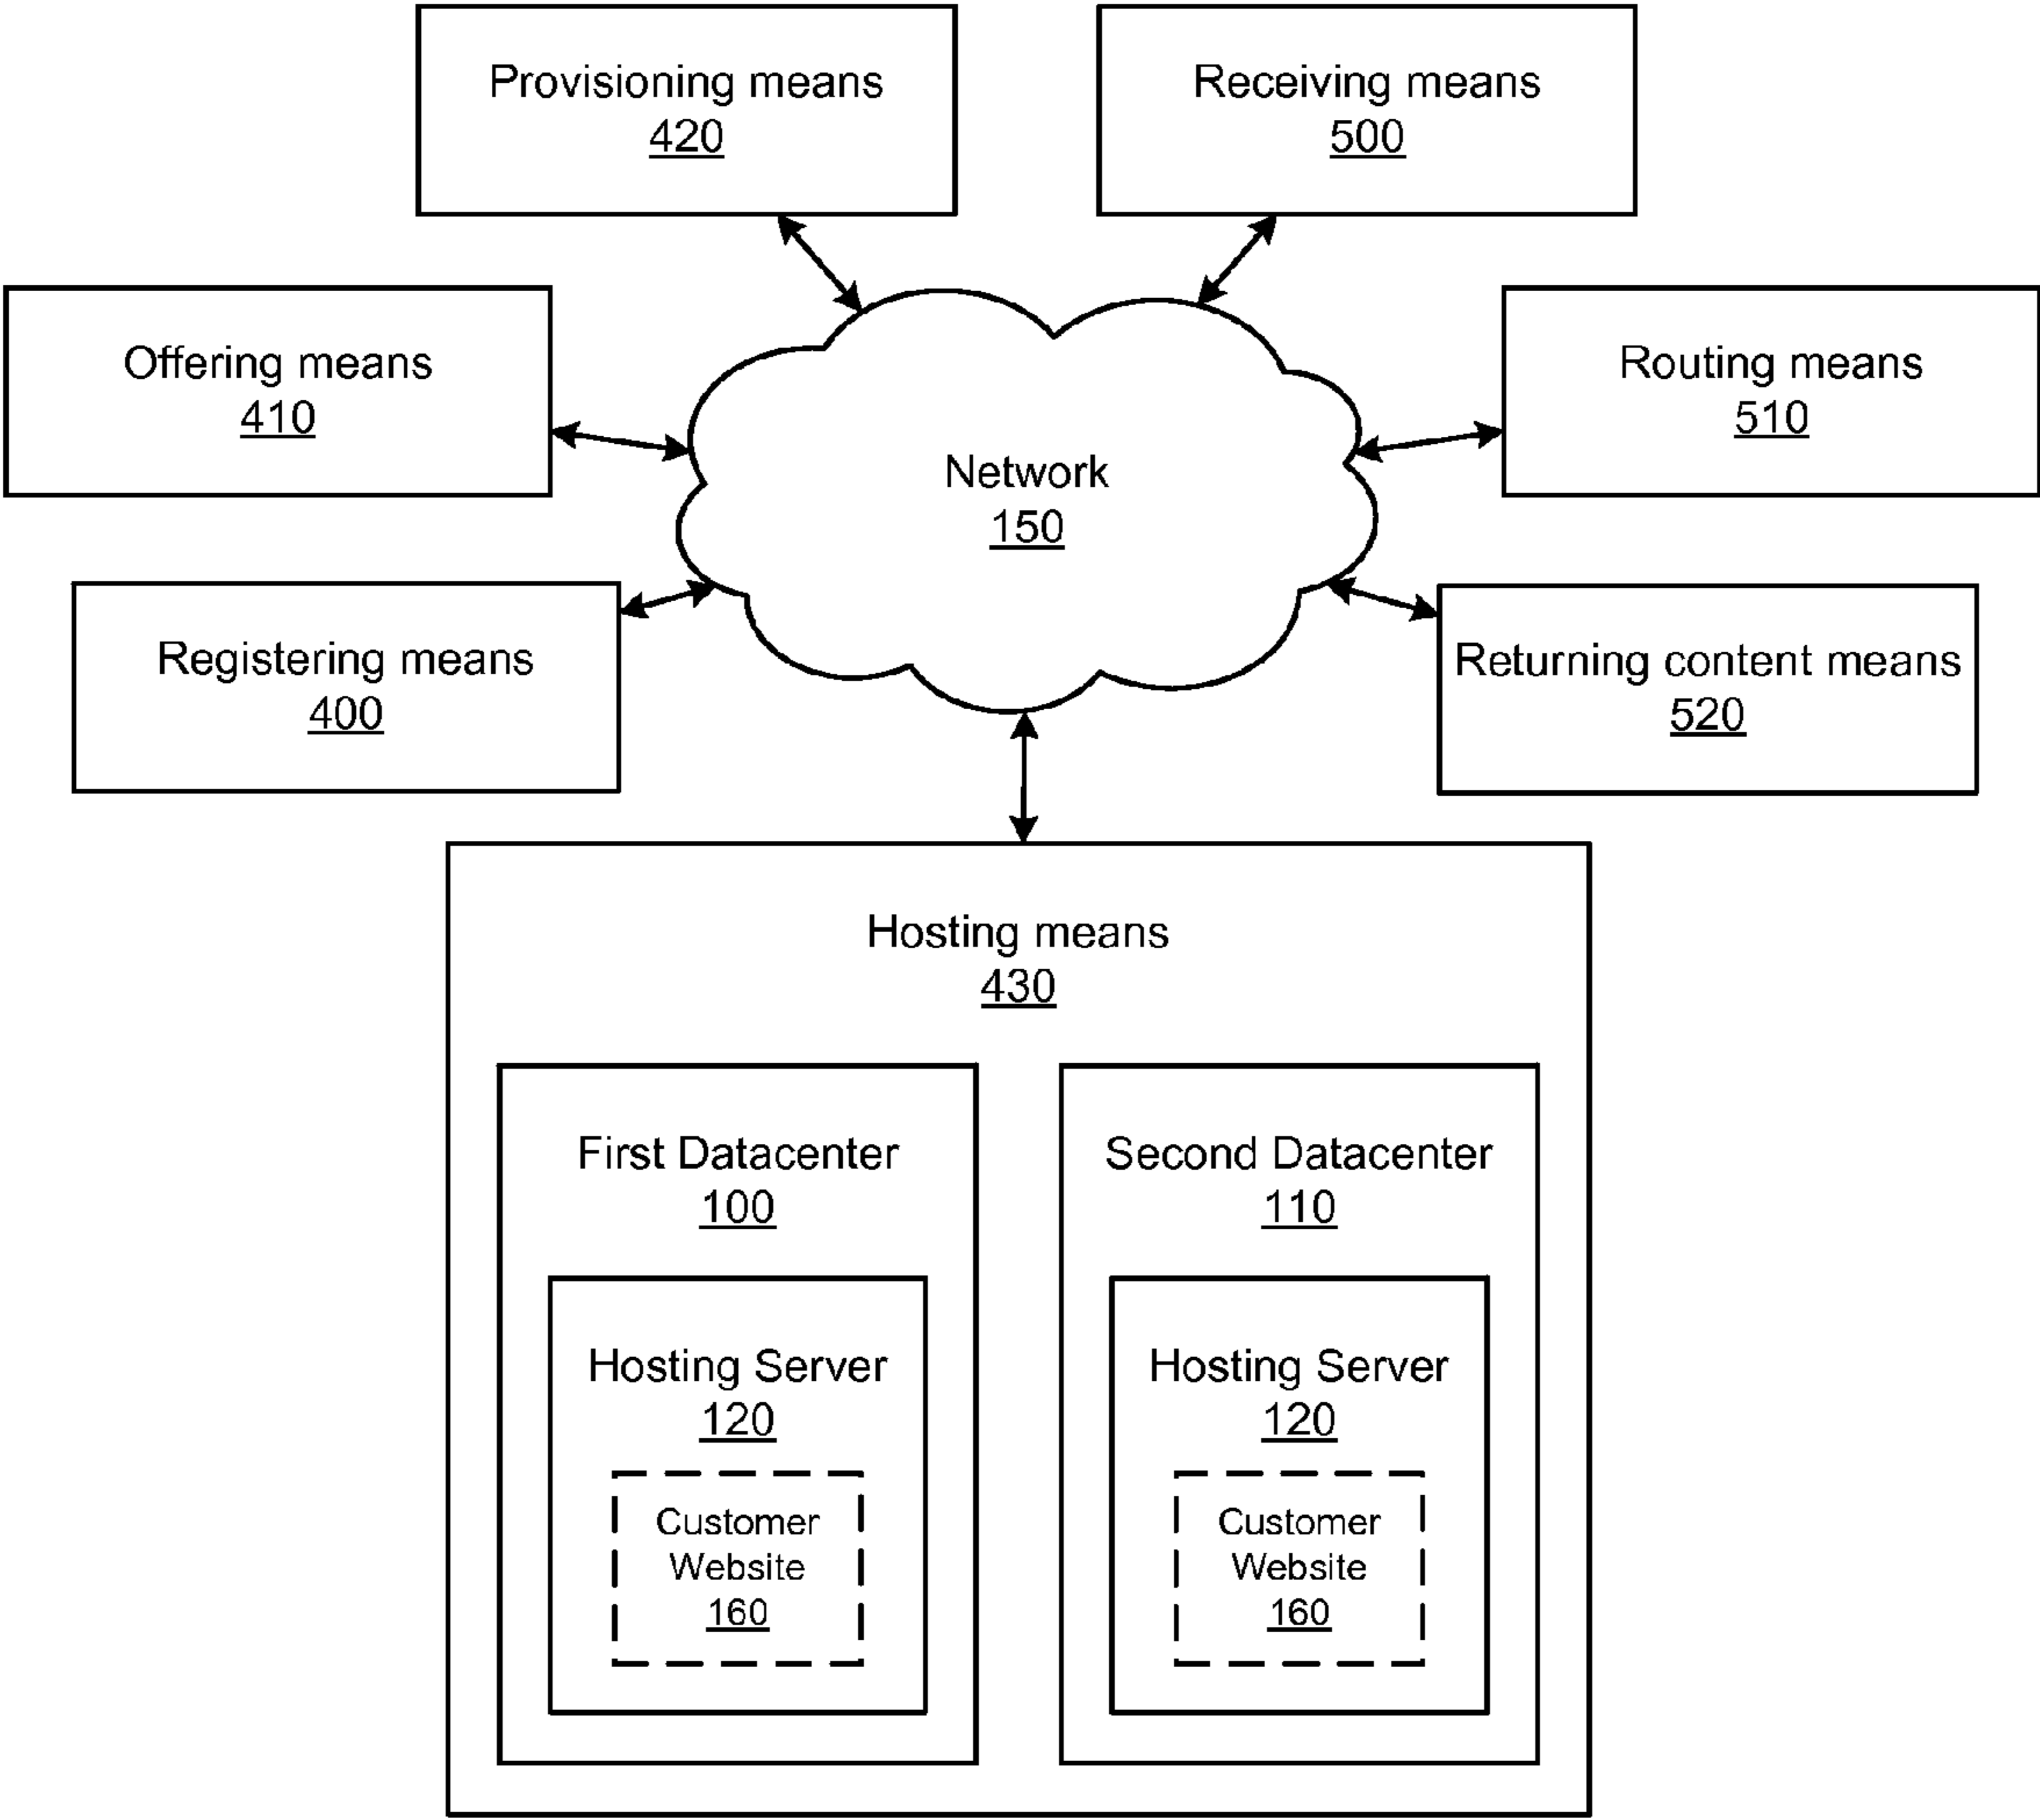 Provisioning means
420
Receiving means
500
Offering means
410
Routing means
510
Network
150
Registering means
400
Returning content means
520
Hosting means
430
First Datacenter
100
Second Datacenter
110
Hosting Server
120
Hosting Server
120
Customer
Website
160
Customer
Website
160